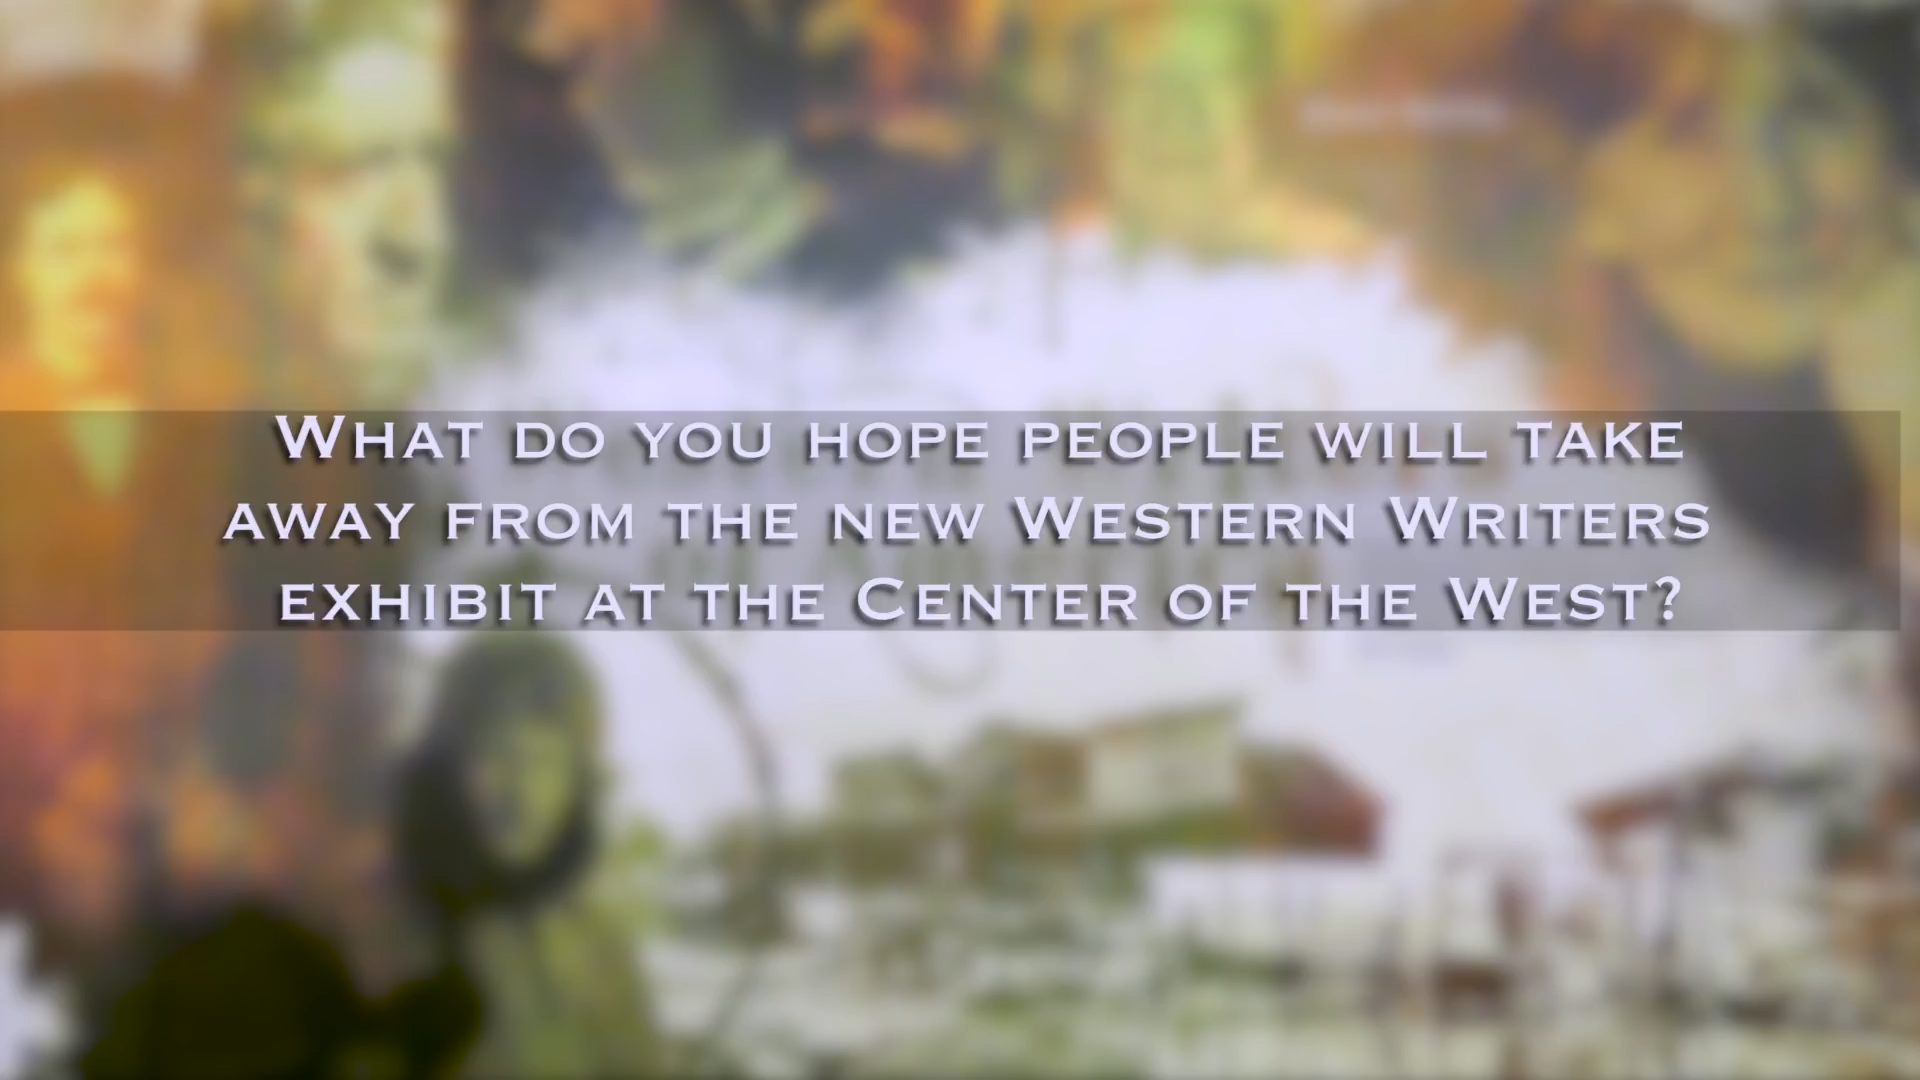 What do you hope people will take
away from the new Western Writers
exhibit at the Center of the West?